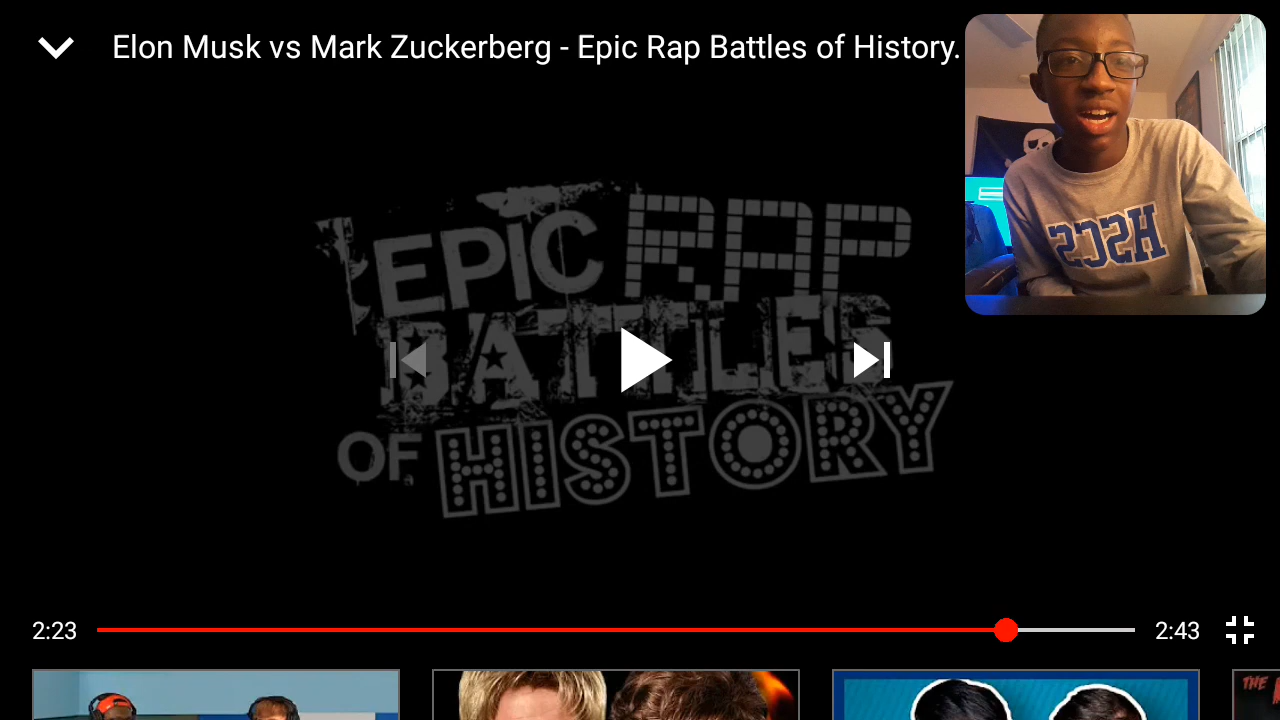 Elon Musk vs Mark Zuckerberg - Epic Rap Battles of History.
EPIC RAP
BATTLES
OF HISTORY
HSCS
2:23
2:43
THE